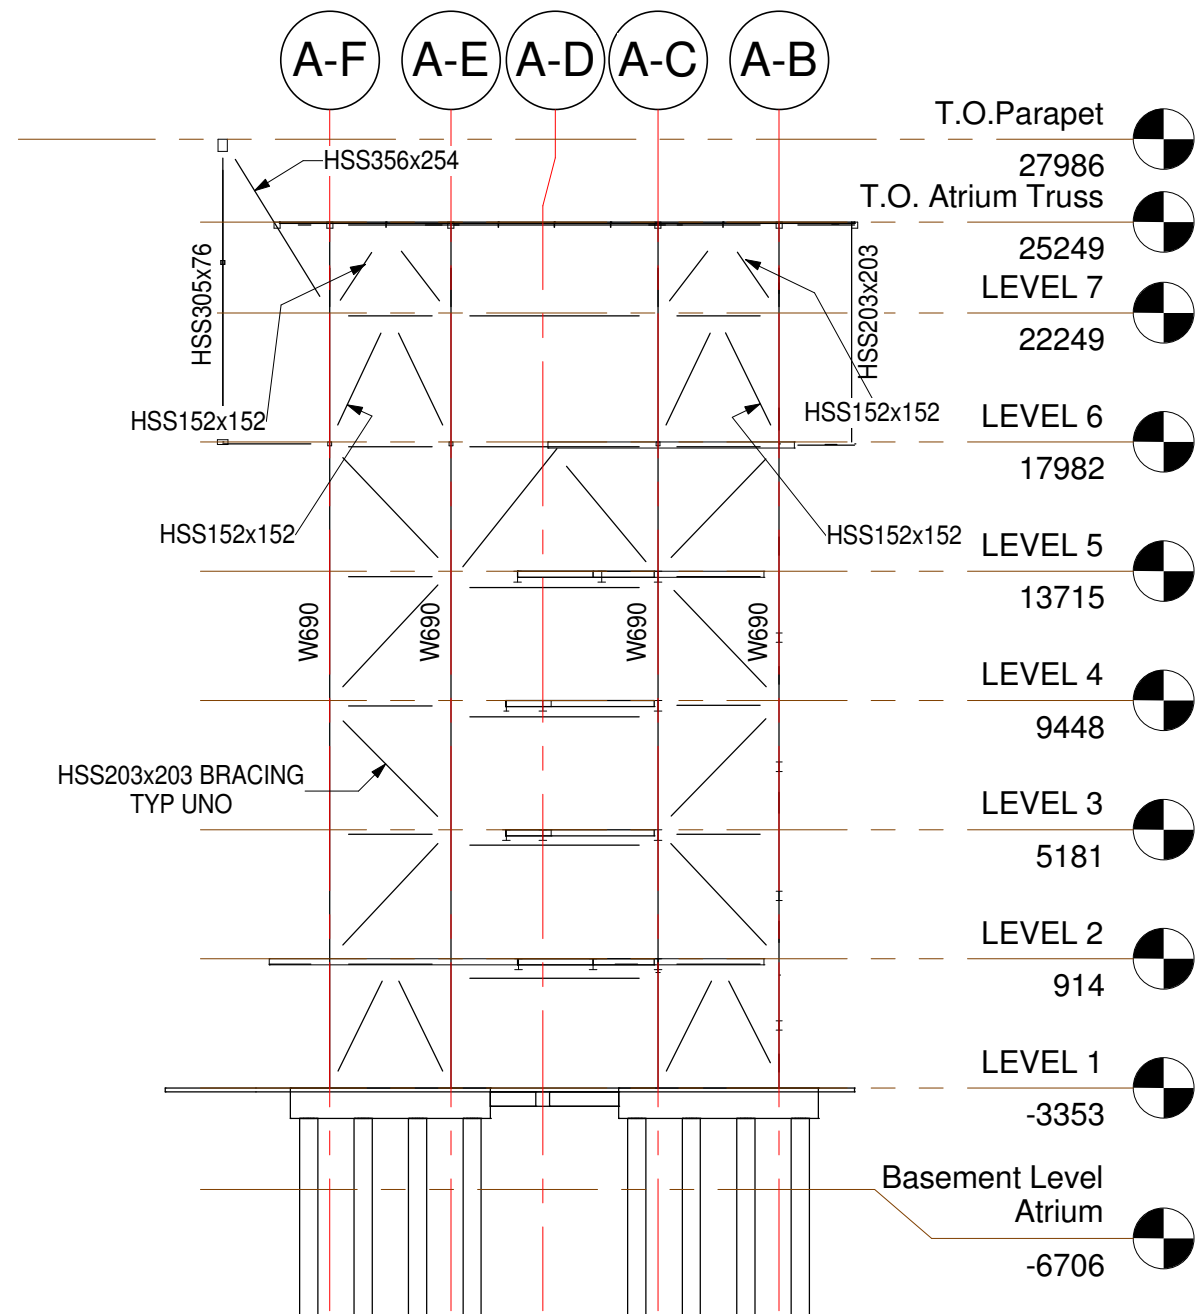 A-F A-E A-D A-C A-B
T.O.Parapet
27986
HSS356x254
T.O. Atrium Truss
25249
HSS305x76
HSS203x203
LEVEL 7
22249
HSS152x152
HSS152x152
LEVEL 6
17982
HSS152x152
HSS152x152
LEVEL 5
13715
W690
W690
W690
W690
LEVEL 4
9448
HSS203x203 BRACING
TYP UNO
LEVEL 3
5181
LEVEL 2
914
LEVEL 1
-3353
Basement Level
Atrium
-6706